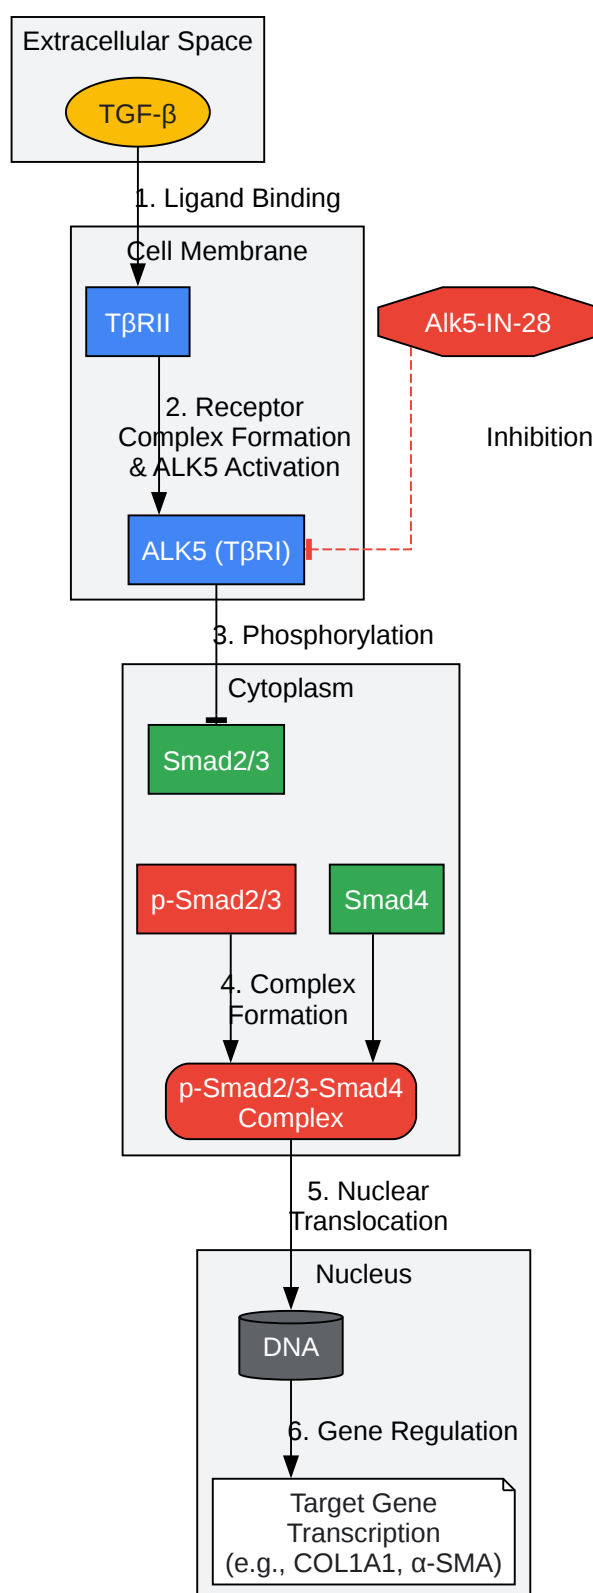 Extracellular Space
TGF-β
1. Ligand Binding
Cell Membrane
TβRII
Alk5-IN-28
2. Receptor
Complex Formation
& ALK5 Activation
Inhibition
ALK5 (TβRI)
3. Phosphorylation
Cytoplasm
Smad2/3
p-Smad2/3
Smad4
4. Complex
Formation
p-Smad2/3-Smad4
Complex
5. Nuclear
Translocation
Nucleus
DNA
6. Gene Regulation
Target Gene
Transcription
(e.g., COL1A1, α-SMA)